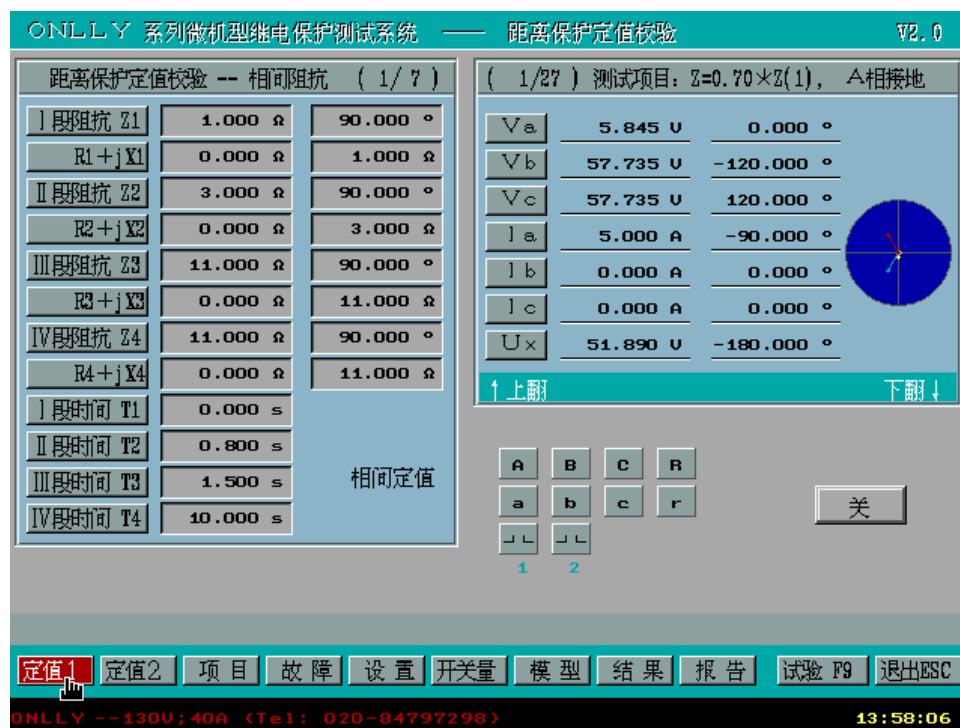 ONLLY 系列微机型继电保护测试系统 —— 距离保护定值校验 V2.0
距离保护定值校验 -- 相间阻抗 ( 1/ 7 )
Ⅰ段阻抗 Z1 1.000 Ω 90.000 °
R1+jX1 0.000 Ω 1.000 Ω
Ⅱ段阻抗 Z2 3.000 Ω 90.000 °
R2+jX2 0.000 Ω 3.000 Ω
Ⅲ段阻抗 Z3 11.000 Ω 90.000 °
R3+jX3 0.000 Ω 11.000 Ω
Ⅳ段阻抗 Z4 11.000 Ω 90.000 °
R4+jX4 0.000 Ω 11.000 Ω
Ⅰ段时间 T1 0.000 s
Ⅱ段时间 T2 0.800 s
Ⅲ段时间 T3 1.500 s
Ⅳ段时间 T4 10.000 s
相间定值
( 1/27 ) 测试项目: Z=0.70×Z(1), A相接地
Va 5.845 V 0.000 °
Vb 57.735 V -120.000 °
Vc 57.735 V 120.000 °
Ia 5.000 A -90.000 °
Ib 0.000 A 0.000 °
Ic 0.000 A 0.000 °
Ux 51.890 V -180.000 °
↑上翻 下翻↓
A B C R
a b c r
1 2
关
定值1 定值2 项目 故障 设置 开关量 模型 结果 报告 试验 F9 退出ESC
ONLLY --130V;40A (Tel: 020-84797298) 13:58:06